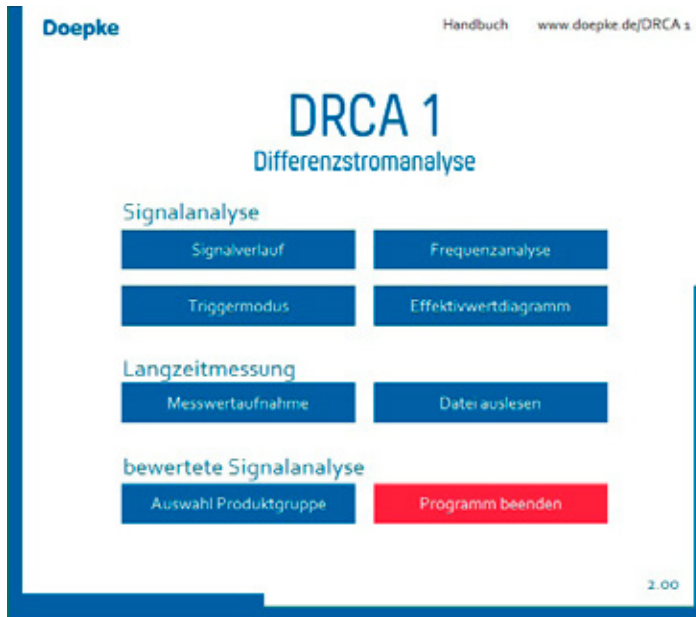 Doepke Handbuch www.doepke.de/DRCA 1
DRCA 1
Differenzstromanalyse
Signalanalyse
Signalverlauf Frequenzanalyse
Triggermodus Effektivwertdiagramm
Langzeitmessung
Messwertaufnahme Datei auslesen
bewertete Signalanalyse
Auswahl Produktgruppe Programm beenden
2.00